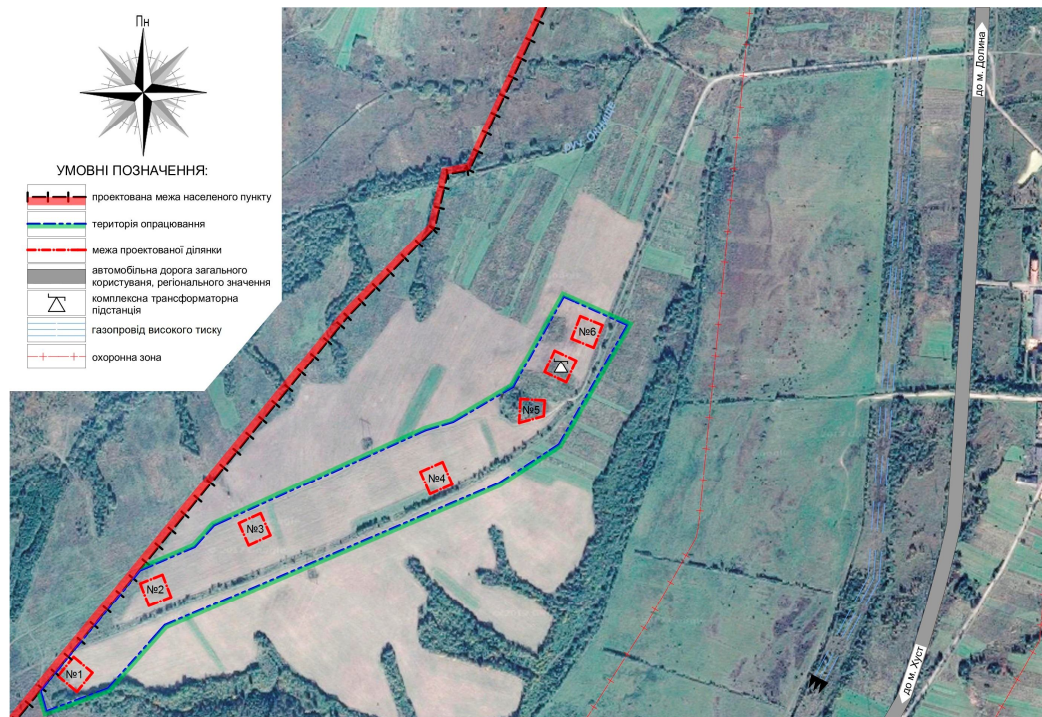 Пн
УМОВНІ ПОЗНАЧЕННЯ:
проектована межа населеного пункту
територія опрацювання
межа проектованої ділянки
автомобільна дорога загального
користуваня, регіонального значення
комплексна трансформаторна
підстанція
газопровід високого тиску
охоронна зона
до м. Долина
№6
№5
№4
№3
№2
№1
до м. Хуст